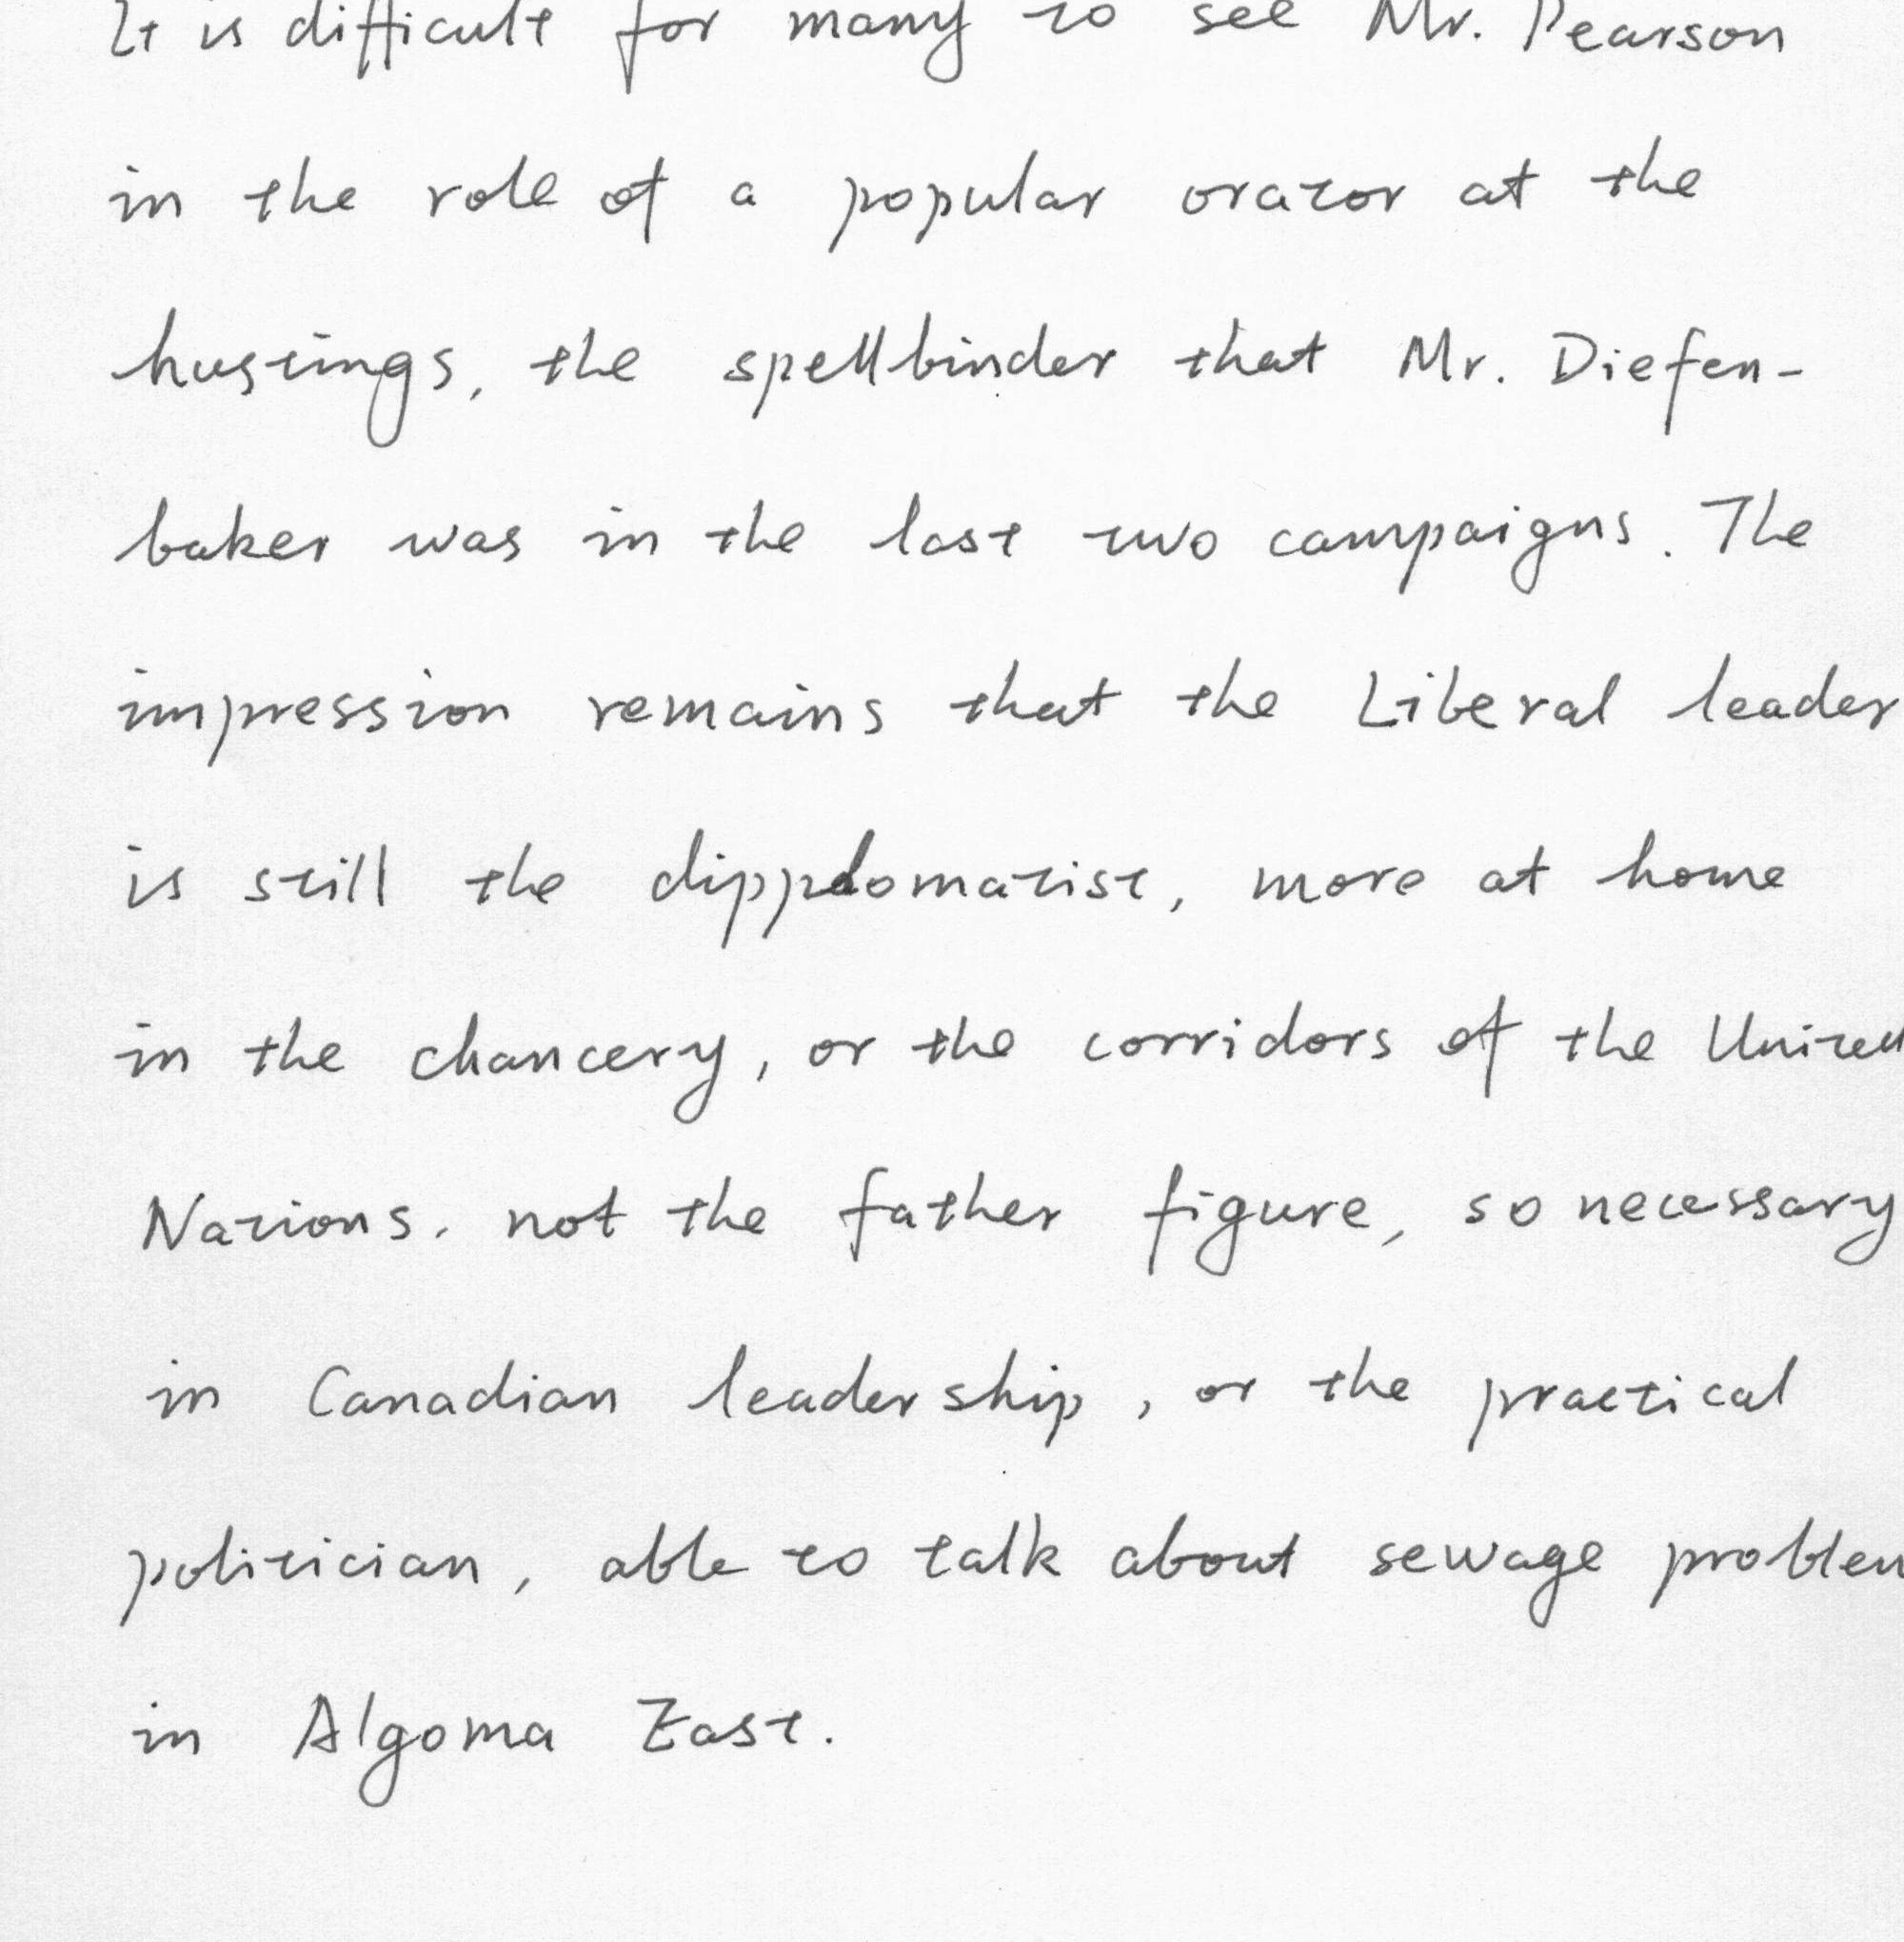 It is difficult for many to see Mr. Pearson
in the role of a popular orator at the
hustings, the spellbinder that Mr. Diefen-
baker was in the last two campaigns. The
impression remains that the Liberal leader
is still the dippdomatist, more at home
in the chancery, or the corridors of the United
Nations. not the father figure, so necessary
in Canadian leadership, or the practical
politician, able to talk about sewage problem
in Algoma East.